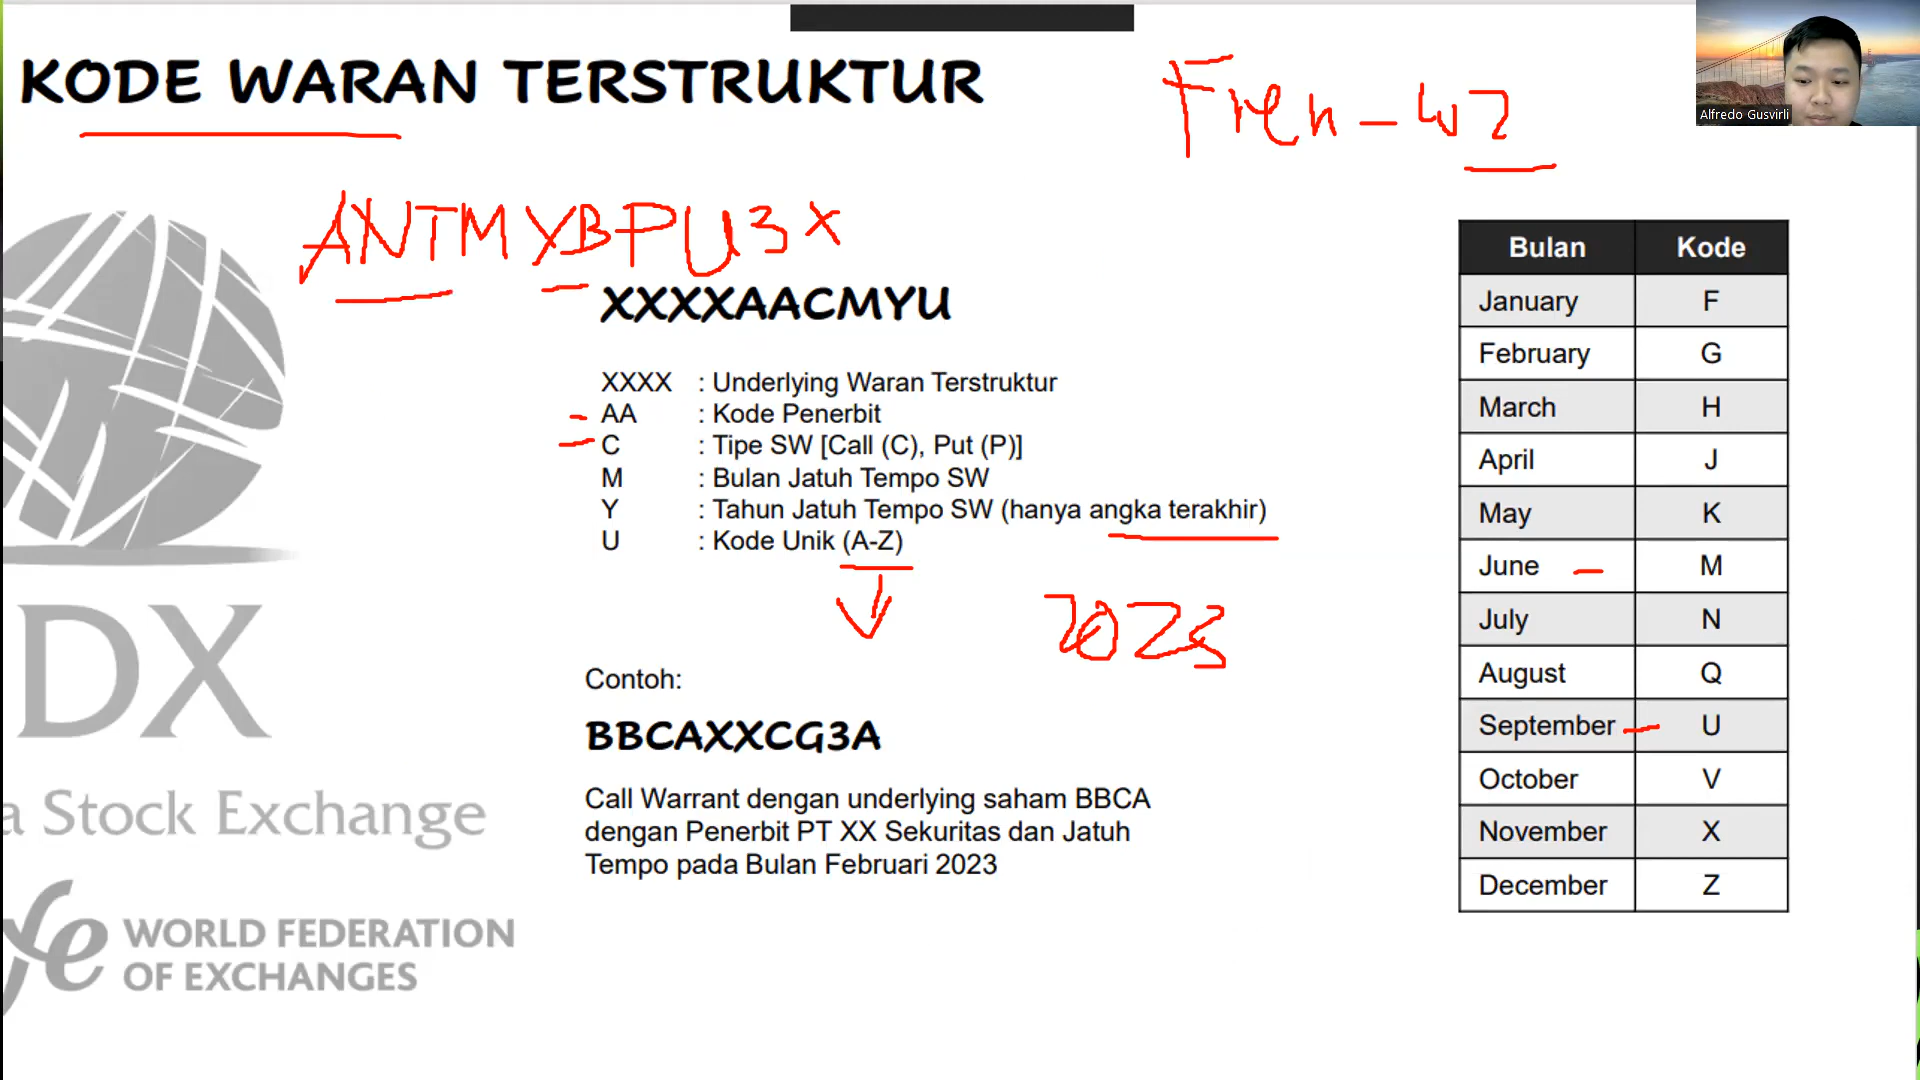 KODE WARAN TERSTRUKTUR
Fren - W2
Alfredo Gusvirli
ANTM YB P U 3 X
XXXXAACMYU
XXXX : Underlying Waran Terstruktur
AA : Kode Penerbit
C : Tipe SW [Call (C), Put (P)]
M : Bulan Jatuh Tempo SW
Y : Tahun Jatuh Tempo SW (hanya angka terakhir)
U : Kode Unik (A-Z)
2023
Contoh:
BBCAXXCG3A
Call Warrant dengan underlying saham BBCA
dengan Penerbit PT XX Sekuritas dan Jatuh
Tempo pada Bulan Februari 2023
Bulan Kode
January F
February G
March H
April J
May K
June M
July N
August Q
September U
October V
November X
December Z
DX
a Stock Exchange
WORLD FEDERATION
OF EXCHANGES